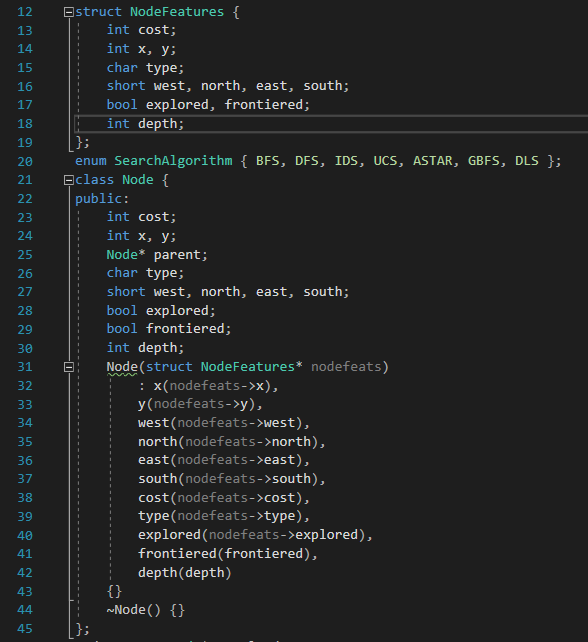 12 struct NodeFeatures {
13 int cost;
14 int x, y;
15 char type;
16 short west, north, east, south;
17 bool explored, frontiered;
18 int depth;
19 };
20 enum SearchAlgorithm { BFS, DFS, IDS, UCS, ASTAR, GBFS, DLS };
21 class Node {
22 public:
23 int cost;
24 int x, y;
25 Node* parent;
26 char type;
27 short west, north, east, south;
28 bool explored;
29 bool frontiered;
30 int depth;
31 Node(struct NodeFeatures* nodefeats)
32 : x(nodefeats->x),
33 y(nodefeats->y),
34 west(nodefeats->west),
35 north(nodefeats->north),
36 east(nodefeats->east),
37 south(nodefeats->south),
38 cost(nodefeats->cost),
39 type(nodefeats->type),
40 explored(nodefeats->explored),
41 frontiered(frontiered),
42 depth(depth)
43 {}
44 ~Node() {}
45 };